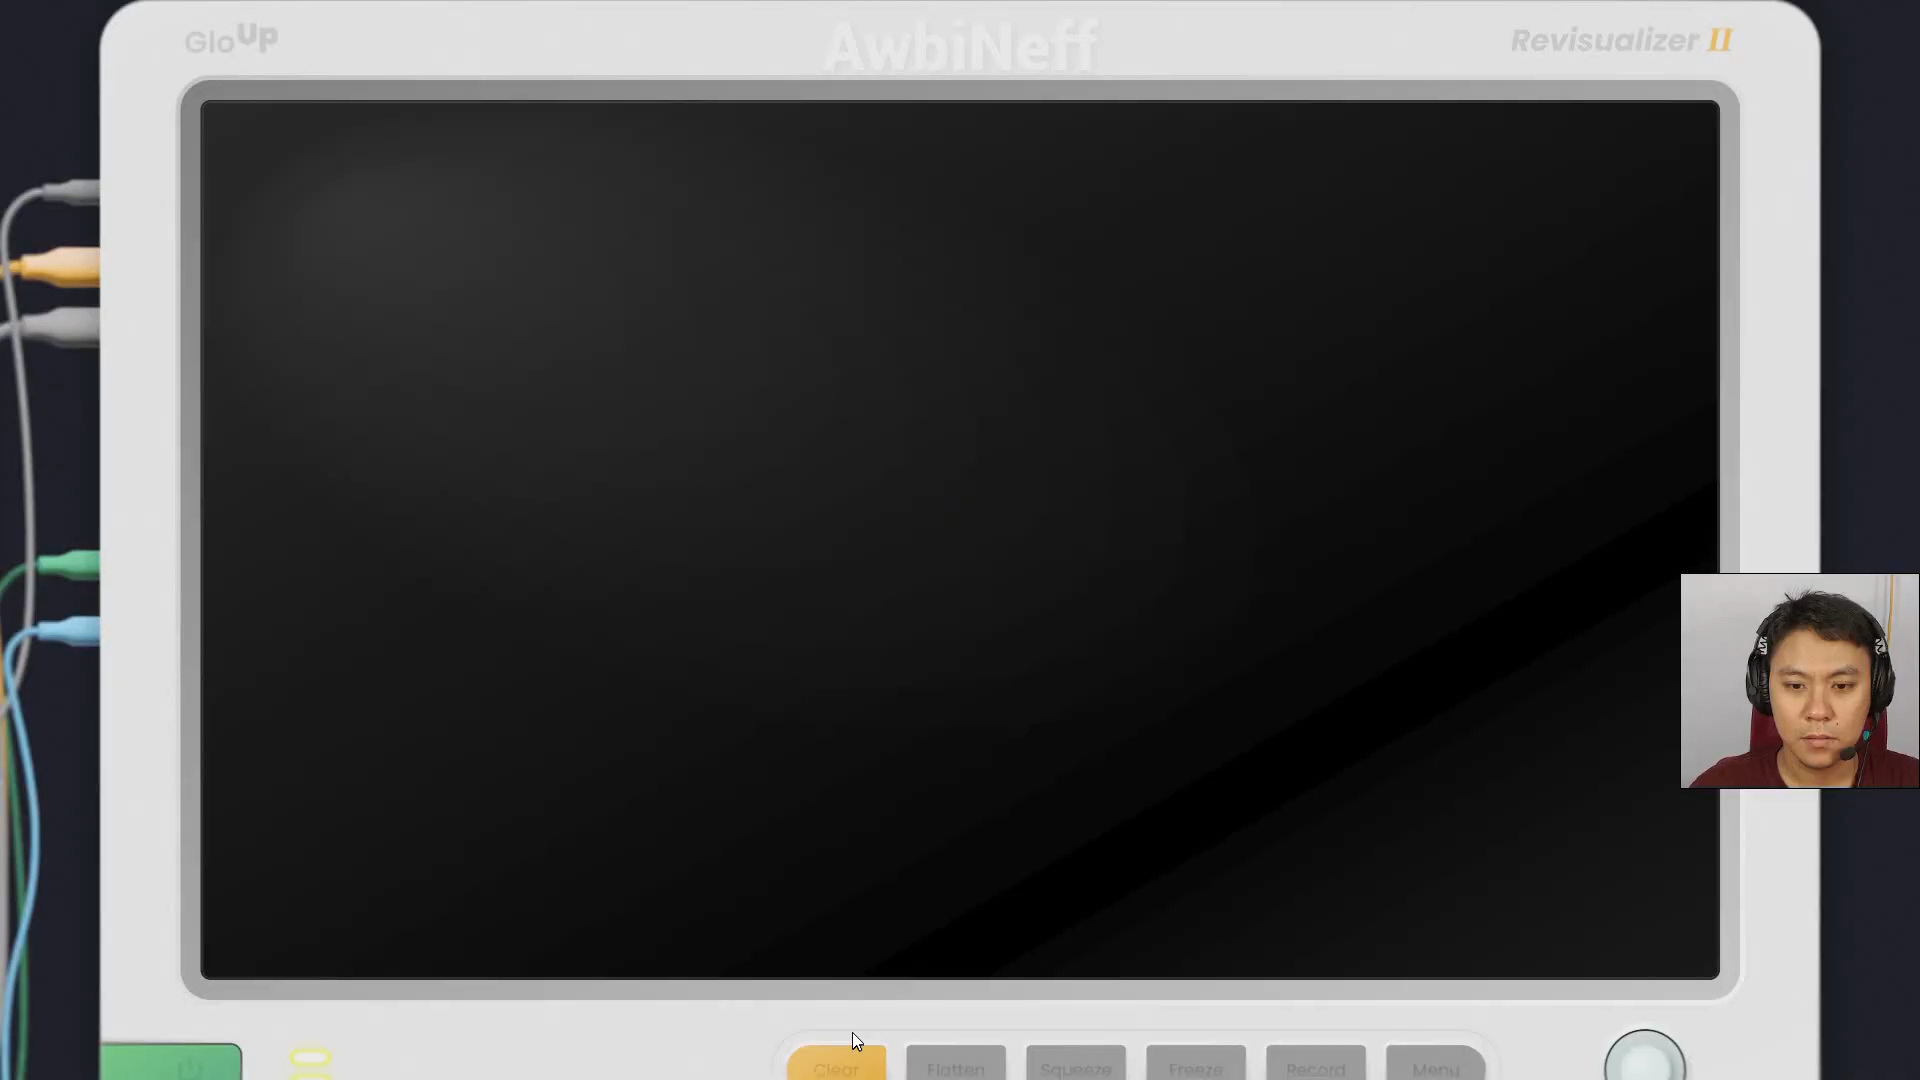 GloUp
AwbiNeff
Revisualizer II
Clear
Flatten
Squeeze
Freeze
Record
Menu